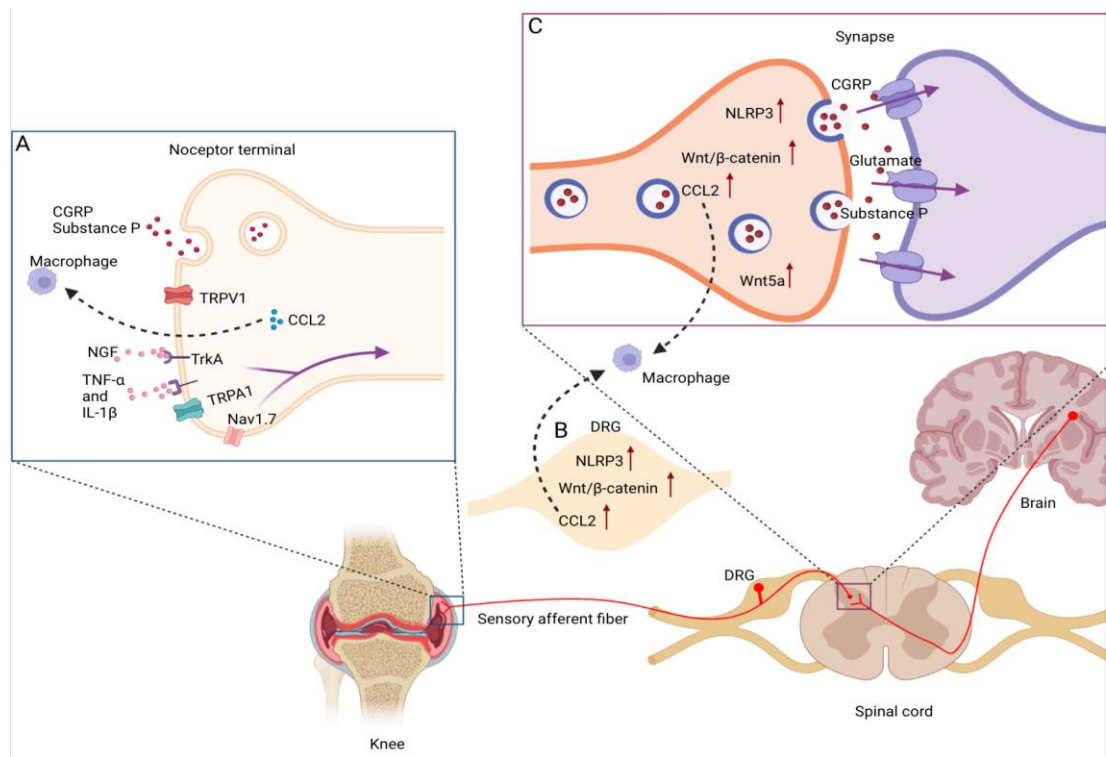 A
Noceptor terminal
CGRP
Substance P
Macrophage
TRPV1
CCL2
NGF
TrkA
TNF-α
and
IL-1β
TRPA1
Nav1.7
C
Synapse
CGRP
NLRP3
Wnt/β-catenin
Glutamate
CCL2
Substance P
Wnt5a
Macrophage
B
DRG
NLRP3
Wnt/β-catenin
CCL2
Brain
DRG
Sensory afferent fiber
Spinal cord
Knee